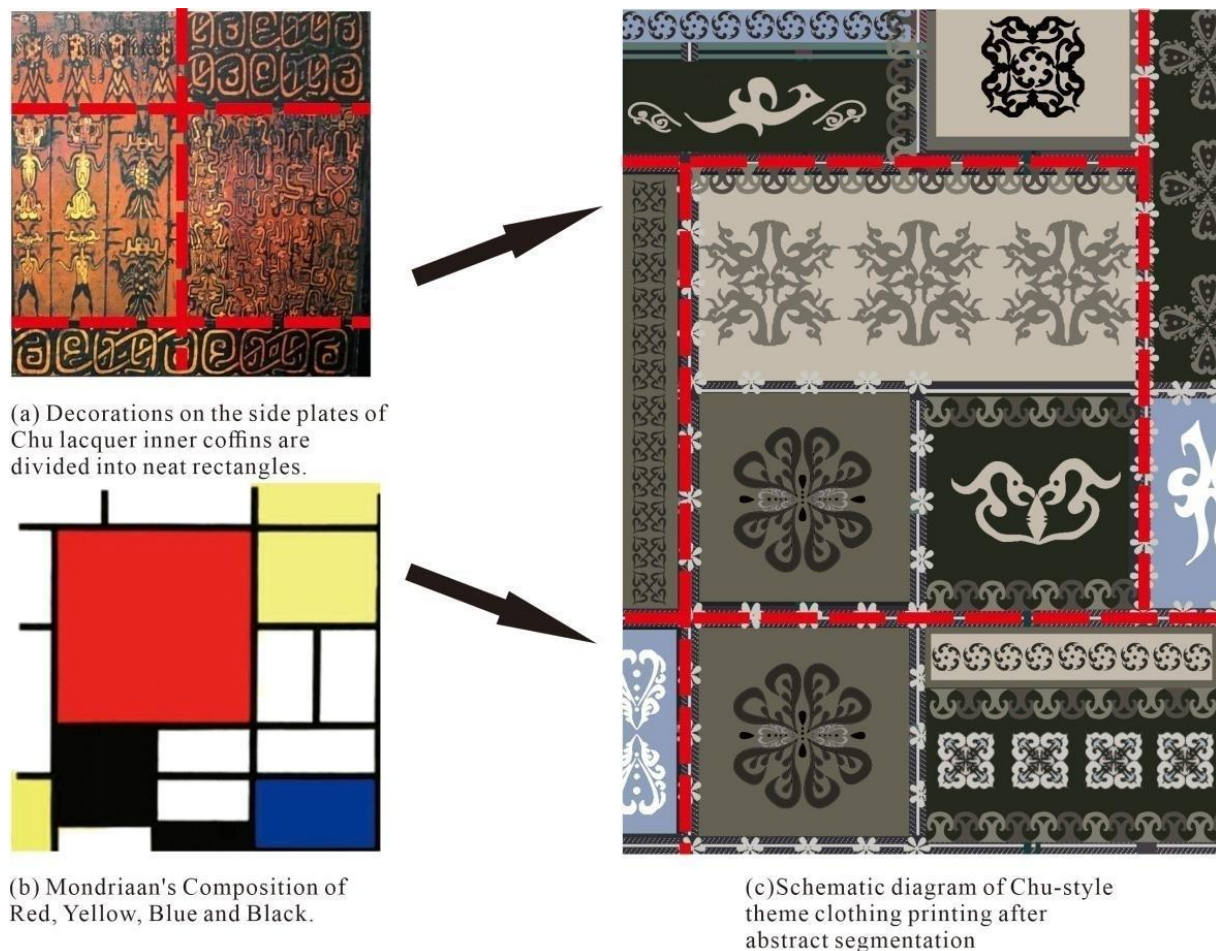 (a) Decorations on the side plates of
Chu lacquer inner coffins are
divided into neat rectangles.
(b) Mondriaan's Composition of
Red, Yellow, Blue and Black.
(c)Schematic diagram of Chu-style
theme clothing printing after
abstract segmentation